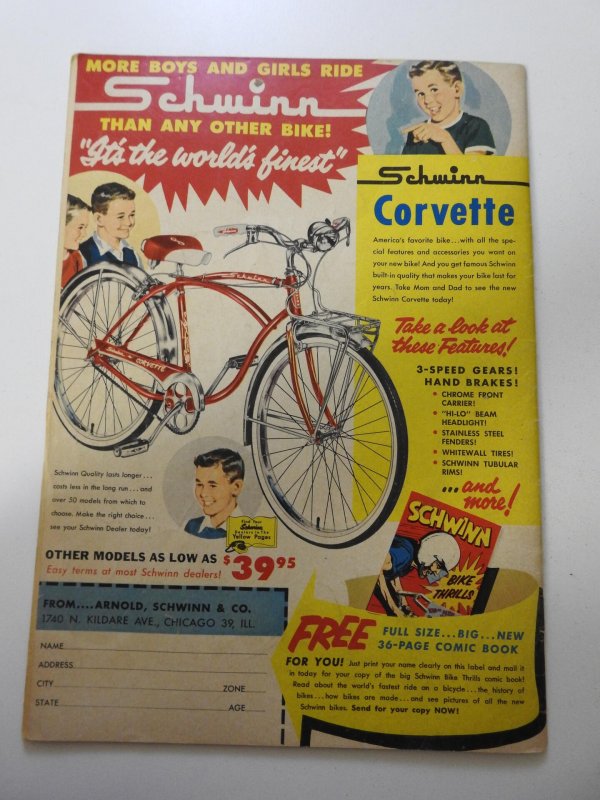 MORE BOYS AND GIRLS RIDE
Schwinn
THAN ANY OTHER BIKE!
"It's the world's finest"
Schwinn
Corvette
America's favorite bike...with all the spe-
cial features and accessories you want on
your new bike! And you get famous Schwinn
built-in quality that makes your bike last for
years. Take Mom and Dad to see the new
Schwinn Corvette today!
Take a look at
these Features!
3-SPEED GEARS!
HAND BRAKES!
• CHROME FRONT
CARRIER!
• "HI-LO" BEAM
HEADLIGHT!
• STAINLESS STEEL
FENDERS!
• WHITEWALL TIRES!
• SCHWINN TUBULAR
RIMS!
...and
more!
Schwinn
CORVETTE
SCHWINN
BIKE
THRILLS
Schwinn Quality lasts longer...
costs less in the long run...and
over 50 models from which to
choose. Make the right choice...
see your Schwinn Dealer today!
Find Your
Schwinn
Dealers In The
Yellow Pages
OTHER MODELS AS LOW AS $39.95
Easy terms at most Schwinn dealers!
FROM....ARNOLD, SCHWINN & CO.
1740 N. KILDARE AVE., CHICAGO 39, ILL.
NAME
ADDRESS
CITY ZONE
STATE AGE
FREE FULL SIZE...BIG...NEW
36-PAGE COMIC BOOK
FOR YOU! Just print your name clearly on this label and mail it
in today for your copy of the big Schwinn Bike Thrills comic book!
Read about the world's fastest ride on a bicycle...the history of
bikes...how bikes are made...and see pictures of all the new
Schwinn bikes. Send for your copy NOW!